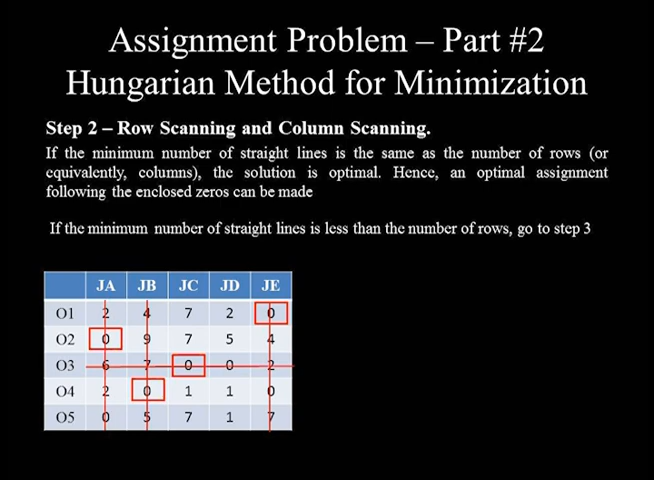 Assignment Problem – Part #2
Hungarian Method for Minimization
Step 2 – Row Scanning and Column Scanning.
If the minimum number of straight lines is the same as the number of rows (or
equivalently, columns), the solution is optimal. Hence, an optimal assignment
following the enclosed zeros can be made
If the minimum number of straight lines is less than the number of rows, go to step 3
JA JB JC JD JE
O1 2 4 7 2 0
O2 0 9 7 5 4
O3 6 7 0 0 2
O4 2 0 1 1 0
O5 0 5 7 1 7